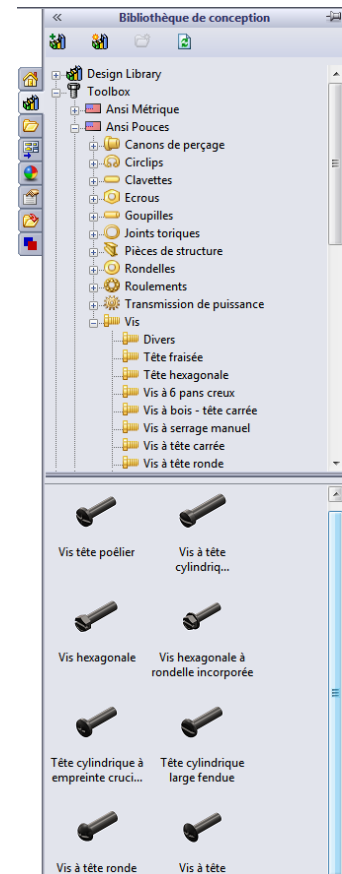 Bibliothèque de conception
Design Library
Toolbox
Ansi Métrique
Ansi Pouces
Canons de perçage
Circlips
Clavettes
Ecrous
Goupilles
Joints toriques
Pièces de structure
Rondelles
Roulements
Transmission de puissance
Vis
Divers
Tête fraisée
Tête hexagonale
Vis à 6 pans creux
Vis à bois - tête carrée
Vis à serrage manuel
Vis à tête carrée
Vis à tête ronde
Vis tête poêlier
Vis à tête
cylindriq...
Vis hexagonale
Vis hexagonale à
rondelle incorporée
Tête cylindrique à
empreinte cruci...
Tête cylindrique
large fendue
Vis à tête ronde
Vis à tête